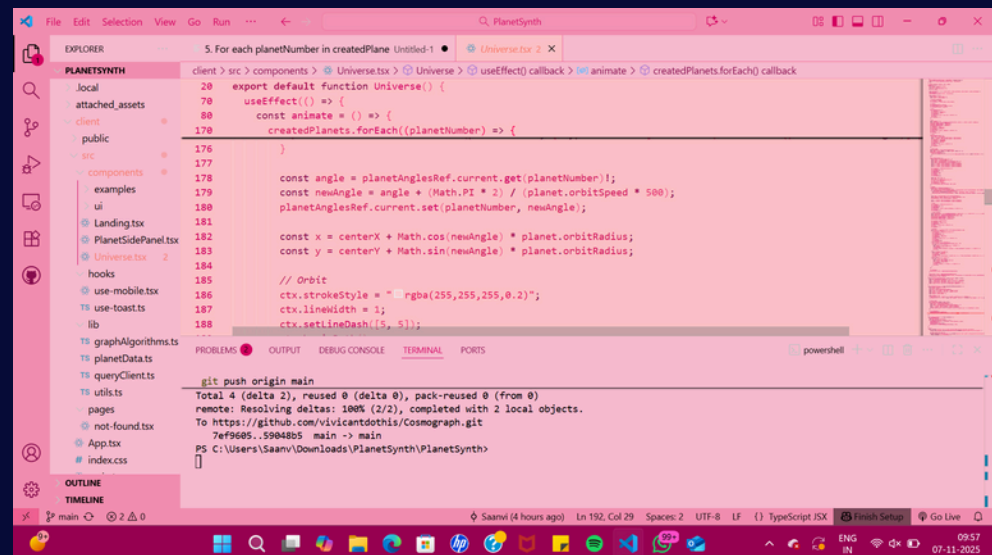 File Edit Selection View Go Run ··· PlanetSynth
EXPLORER
PLANETSYNTH
.local
attached_assets
client
public
src
components
examples
ui
Landing.tsx
PlanetSidePanel.tsx
Universe.tsx 2
hooks
use-mobile.tsx
TS use-toast.ts
lib
TS graphAlgorithms.ts
TS planetData.ts
TS queryClient.ts
TS utils.ts
pages
not-found.tsx
App.tsx
# index.css
OUTLINE
TIMELINE
5. For each planetNumber in createdPlane Untitled-1 ● Universe.tsx 2 ×
client > src > components > Universe.tsx > Universe > useEffect() callback > animate > createdPlanets.forEach() callback
20 export default function Universe() {
70 useEffect(() => {
80 const animate = () => {
170 createdPlanets.forEach((planetNumber) => {
176 }
177
178 const angle = planetAnglesRef.current.get(planetNumber)!;
179 const newAngle = angle + (Math.PI * 2) / (planet.orbitSpeed * 500);
180 planetAnglesRef.current.set(planetNumber, newAngle);
181
182 const x = centerX + Math.cos(newAngle) * planet.orbitRadius;
183 const y = centerY + Math.sin(newAngle) * planet.orbitRadius;
184
185 // Orbit
186 ctx.strokeStyle = "rgba(255,255,255,0.2)";
187 ctx.lineWidth = 1;
188 ctx.setLineDash([5, 5]);
PROBLEMS 2 OUTPUT DEBUG CONSOLE TERMINAL PORTS powershell
git push origin main
Total 4 (delta 2), reused 0 (delta 0), pack-reused 0 (from 0)
remote: Resolving deltas: 100% (2/2), completed with 2 local objects.
To https://github.com/vivicantdothis/Cosmograph.git
7ef9605..59048b5 main -> main
PS C:\Users\Saanv\Downloads\PlanetSynth\PlanetSynth>
main 2 0 Saanvi (4 hours ago) Ln 192, Col 29 Spaces: 2 UTF-8 LF {} TypeScript JSX Finish Setup Go Live
9+ hp 99+ ENG 09:57
IN 07-11-2025